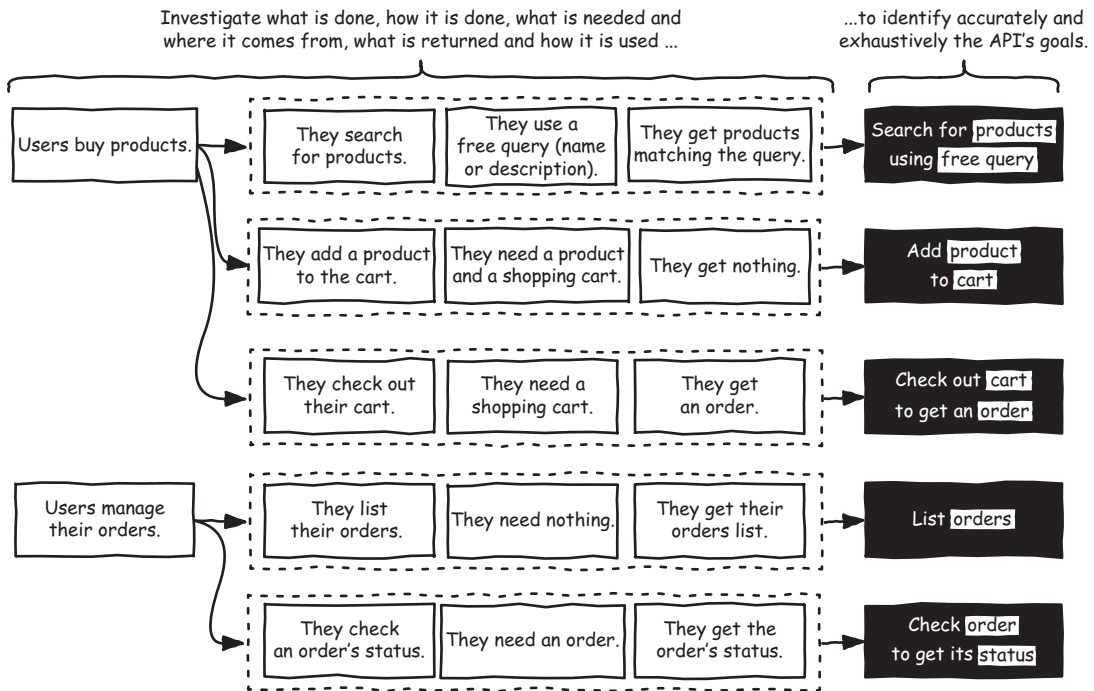 Investigate what is done, how it is done, what is needed and
where it comes from, what is returned and how it is used ...
...to identify accurately and
exhaustively the API's goals.
Users buy products.
They search
for products.
They use a
free query (name
or description).
They get products
matching the query.
Search for products
using free query
They add a product
to the cart.
They need a product
and a shopping cart.
They get nothing.
Add product
to cart
They check out
their cart.
They need a
shopping cart.
They get
an order.
Check out cart
to get an order
Users manage
their orders.
They list
their orders.
They need nothing.
They get their
orders list.
List orders
They check
an order's status.
They need an order.
They get the
order's status.
Check order
to get its status